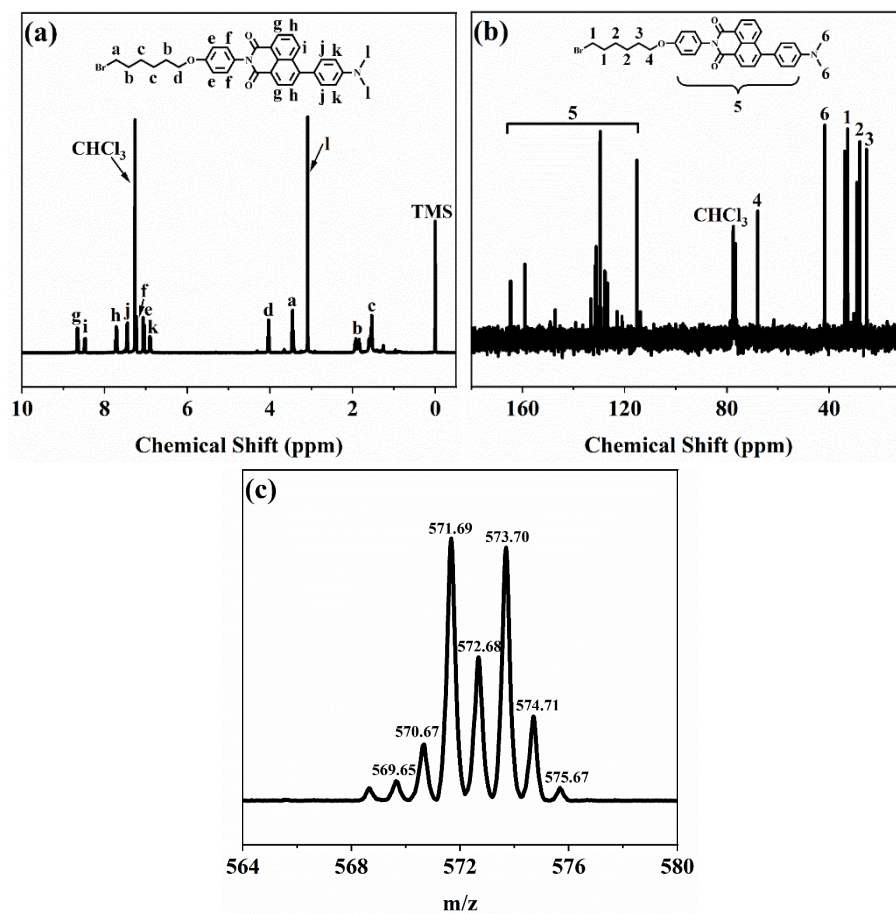 (a)
g h
g h
i
a c b e f
j k
l
Br
O
N
O
O
N
b c d
e f
g h
j k
l
CHCl3
l
TMS
g i h j f e k d a b c
10 8 6 4 2 0
Chemical Shift (ppm)
(b)
1 2 3
6
Br
O
N
O
O
N
1 2 4
6
5
5
6 1 2 3
CHCl3
4
160 120 80 40
Chemical Shift (ppm)
(c)
571.69
573.70
572.68
574.71
570.67
569.65
575.67
564 568 572 576 580
m/z